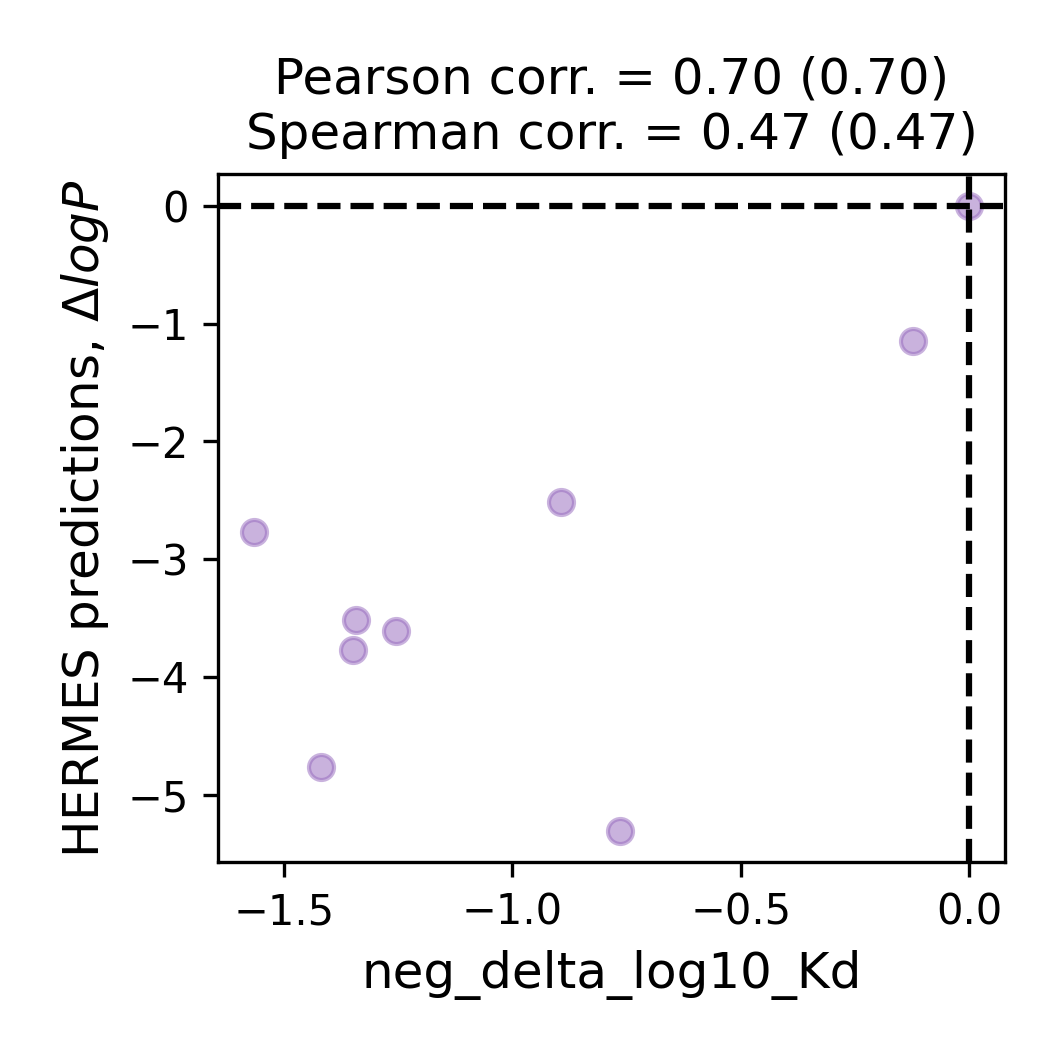 Pearson corr. = 0.70 (0.70)
Spearman corr. = 0.47 (0.47)
HERMES predictions, ΔlogP
0
−1
−2
−3
−4
−5
−1.5
−1.0
−0.5
0.0
neg_delta_log10_Kd